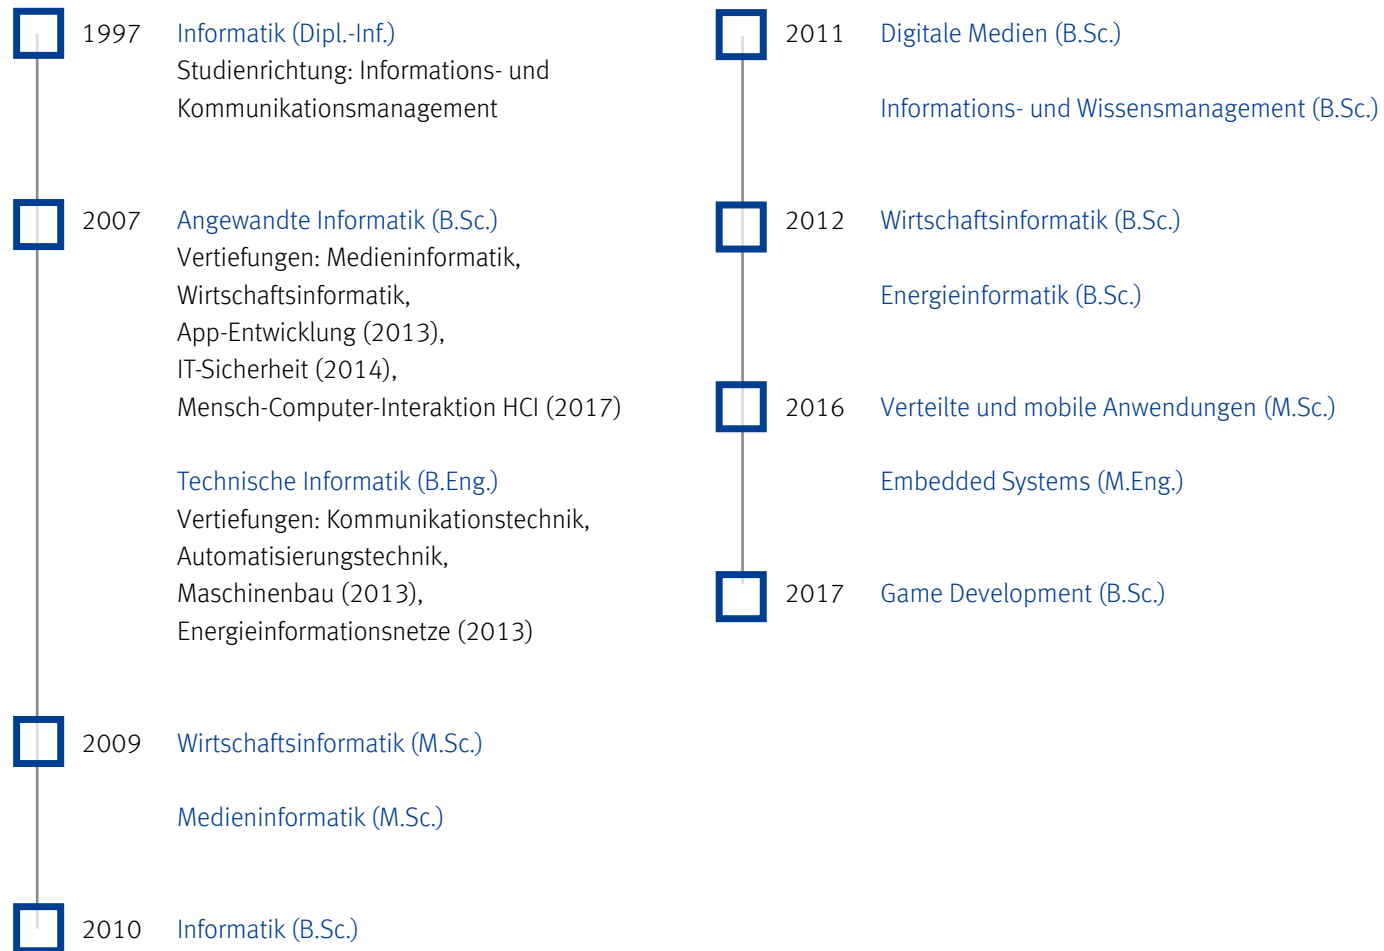 1997 Informatik (Dipl.-Inf.)
Studienrichtung: Informations- und
Kommunikationsmanagement
2007 Angewandte Informatik (B.Sc.)
Vertiefungen: Medieninformatik,
Wirtschaftsinformatik,
App-Entwicklung (2013),
IT-Sicherheit (2014),
Mensch-Computer-Interaktion HCI (2017)
Technische Informatik (B.Eng.)
Vertiefungen: Kommunikationstechnik,
Automatisierungstechnik,
Maschinenbau (2013),
Energieinformationsnetze (2013)
2009 Wirtschaftsinformatik (M.Sc.)
Medieninformatik (M.Sc.)
2010 Informatik (B.Sc.)
2011 Digitale Medien (B.Sc.)
Informations- und Wissensmanagement (B.Sc.)
2012 Wirtschaftsinformatik (B.Sc.)
Energieinformatik (B.Sc.)
2016 Verteilte und mobile Anwendungen (M.Sc.)
Embedded Systems (M.Eng.)
2017 Game Development (B.Sc.)